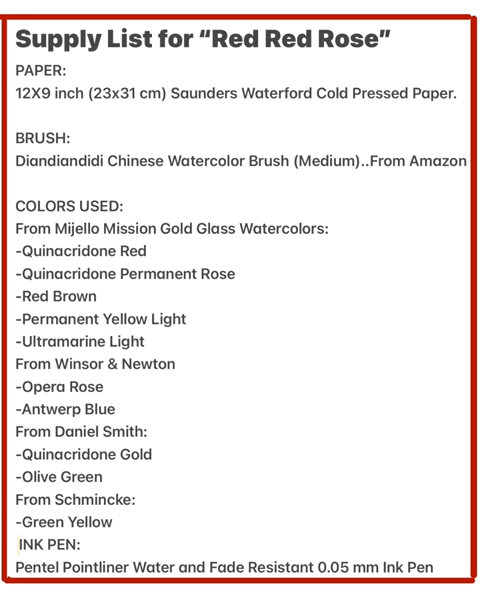 Supply List for “Red Red Rose”
PAPER:
12X9 inch (23x31 cm) Saunders Waterford Cold Pressed Paper.
BRUSH:
Diandiandidi Chinese Watercolor Brush (Medium)..From Amazon
COLORS USED:
From Mijello Mission Gold Glass Watercolors:
-Quinacridone Red
-Quinacridone Permanent Rose
-Red Brown
-Permanent Yellow Light
-Ultramarine Light
From Winsor & Newton
-Opera Rose
-Antwerp Blue
From Daniel Smith:
-Quinacridone Gold
-Olive Green
From Schmincke:
-Green Yellow
INK PEN:
Pentel Pointliner Water and Fade Resistant 0.05 mm Ink Pen